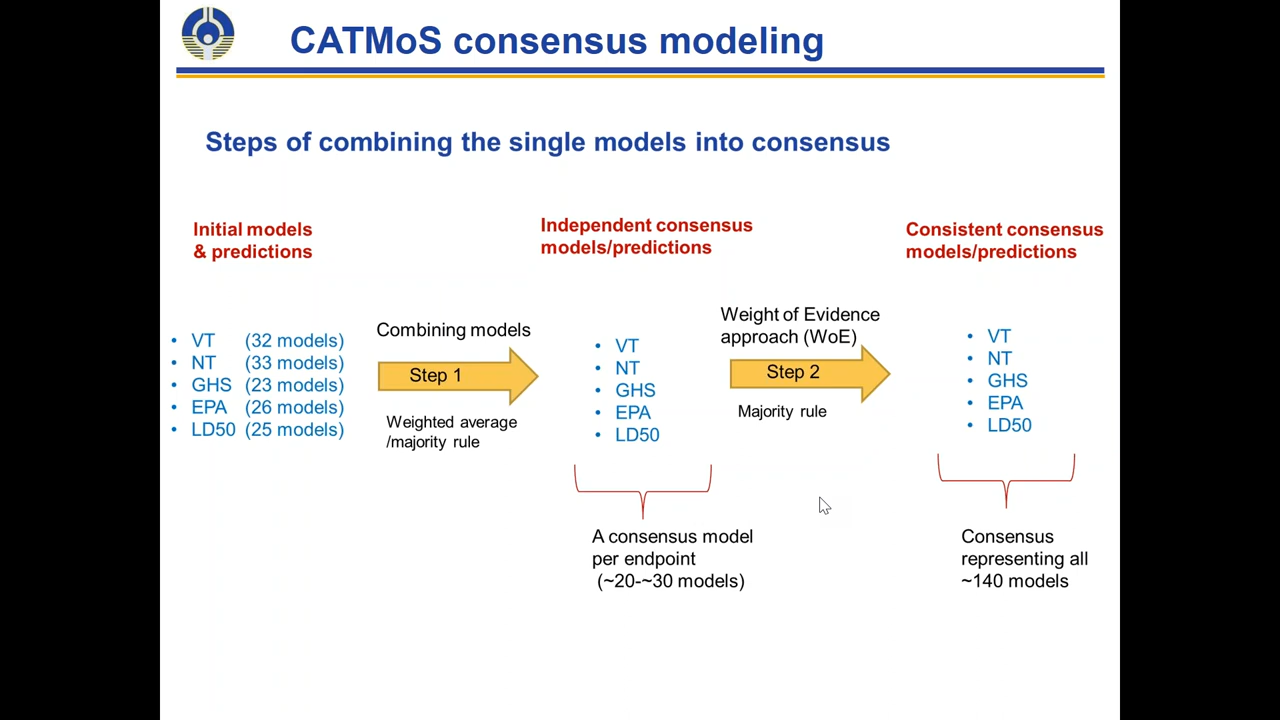 CATMoS consensus modeling
Steps of combining the single models into consensus
Initial models
& predictions
• VT (32 models)
• NT (33 models)
• GHS (23 models)
• EPA (26 models)
• LD50 (25 models)
Combining models
Step 1
Weighted average
/majority rule
Independent consensus
models/predictions
• VT
• NT
• GHS
• EPA
• LD50
A consensus model
per endpoint
(~20-~30 models)
Weight of Evidence
approach (WoE)
Step 2
Majority rule
Consistent consensus
models/predictions
• VT
• NT
• GHS
• EPA
• LD50
Consensus
representing all
~140 models